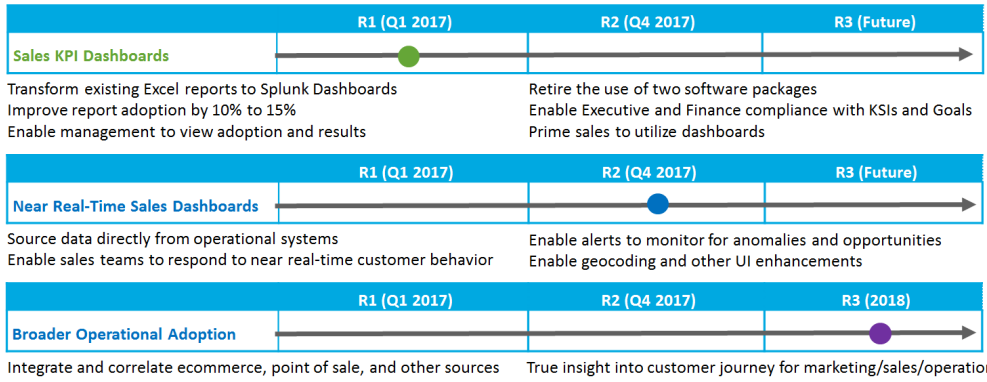 R1 (Q1 2017) R2 (Q4 2017) R3 (Future)
Sales KPI Dashboards
Transform existing Excel reports to Splunk Dashboards
Improve report adoption by 10% to 15%
Enable management to view adoption and results
Retire the use of two software packages
Enable Executive and Finance compliance with KSIs and Goals
Prime sales to utilize dashboards
R1 (Q1 2017) R2 (Q4 2017) R3 (Future)
Near Real-Time Sales Dashboards
Source data directly from operational systems
Enable sales teams to respond to near real-time customer behavior
Enable alerts to monitor for anomalies and opportunities
Enable geocoding and other UI enhancements
R1 (Q1 2017) R2 (Q4 2017) R3 (2018)
Broader Operational Adoption
Integrate and correlate ecommerce, point of sale, and other sources
True insight into customer journey for marketing/sales/operatio